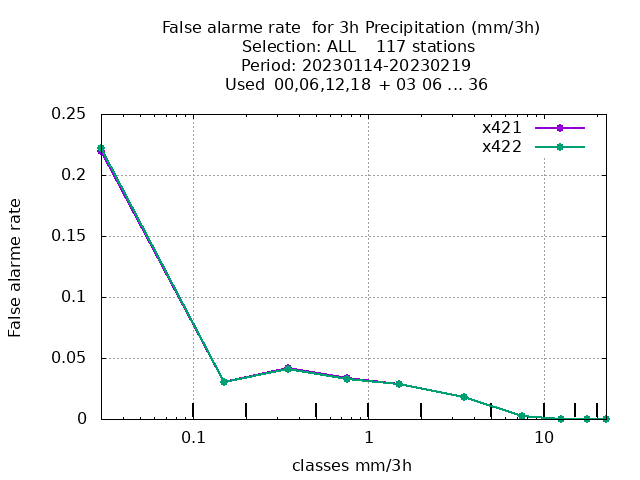 False alarme rate  for 3h Precipitation (mm/3h)
Selection: ALL    117 stations
Period: 20230114-20230219
Used  00,06,12,18  + 03 06 ... 36
x421
x422
0.25
0.2
0.15
0.1
0.05
0
False alarme rate
0.1
1
10
classes mm/3h